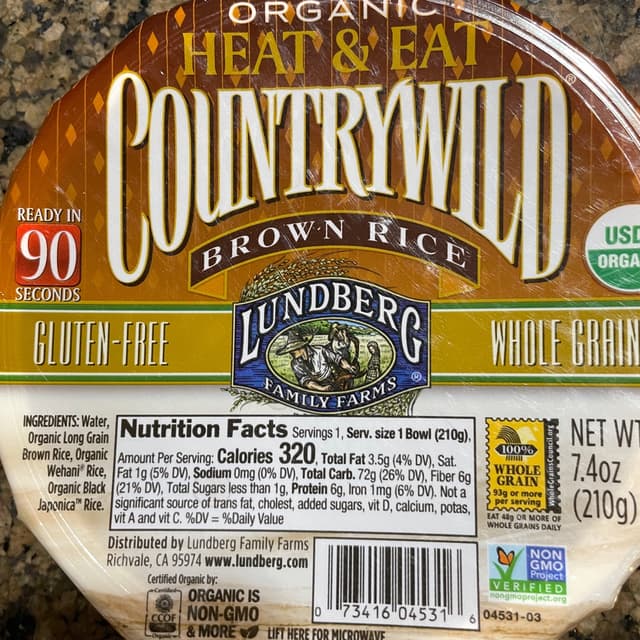 ORGANIC
HEAT & EAT
COUNTRYWILD®
BROWN RICE
READY IN
90
SECONDS
USD
ORGA
GLUTEN-FREE
LUNDBERG
FAMILY FARMS®
WHOLE GRAIN
INGREDIENTS: Water,
Organic Long Grain
Brown Rice, Organic
Wehani® Rice,
Organic Black
Japonica™ Rice.
Nutrition Facts Servings 1, Serv. size 1 Bowl (210g),
Amount Per Serving: Calories 320, Total Fat 3.5g (4% DV), Sat.
Fat 1g (5% DV), Sodium 0mg (0% DV), Total Carb. 72g (26% DV), Fiber 6g
(21% DV), Total Sugars less than 1g, Protein 6g, Iron 1mg (6% DV). Not a
significant source of trans fat, cholest, added sugars, vit D, calcium, potas,
vit A and vit C. %DV = %Daily Value
100%
WHOLE
GRAIN
93g or more
per serving
WholeGrainsCouncil.org
EAT 48g OR MORE OF
WHOLE GRAINS DAILY
NET WT
7.4oz
(210g)
Distributed by Lundberg Family Farms
Richvale, CA 95974 www.lundberg.com
Certified Organic by:
Certified
CCOF
ORGANIC IS
NON-GMO
& MORE
LIFT HERE FOR MICROWAVE
0 73416 04531 6
NON
GMO
Project
VERIFIED
nongmoproject.org
04531-03